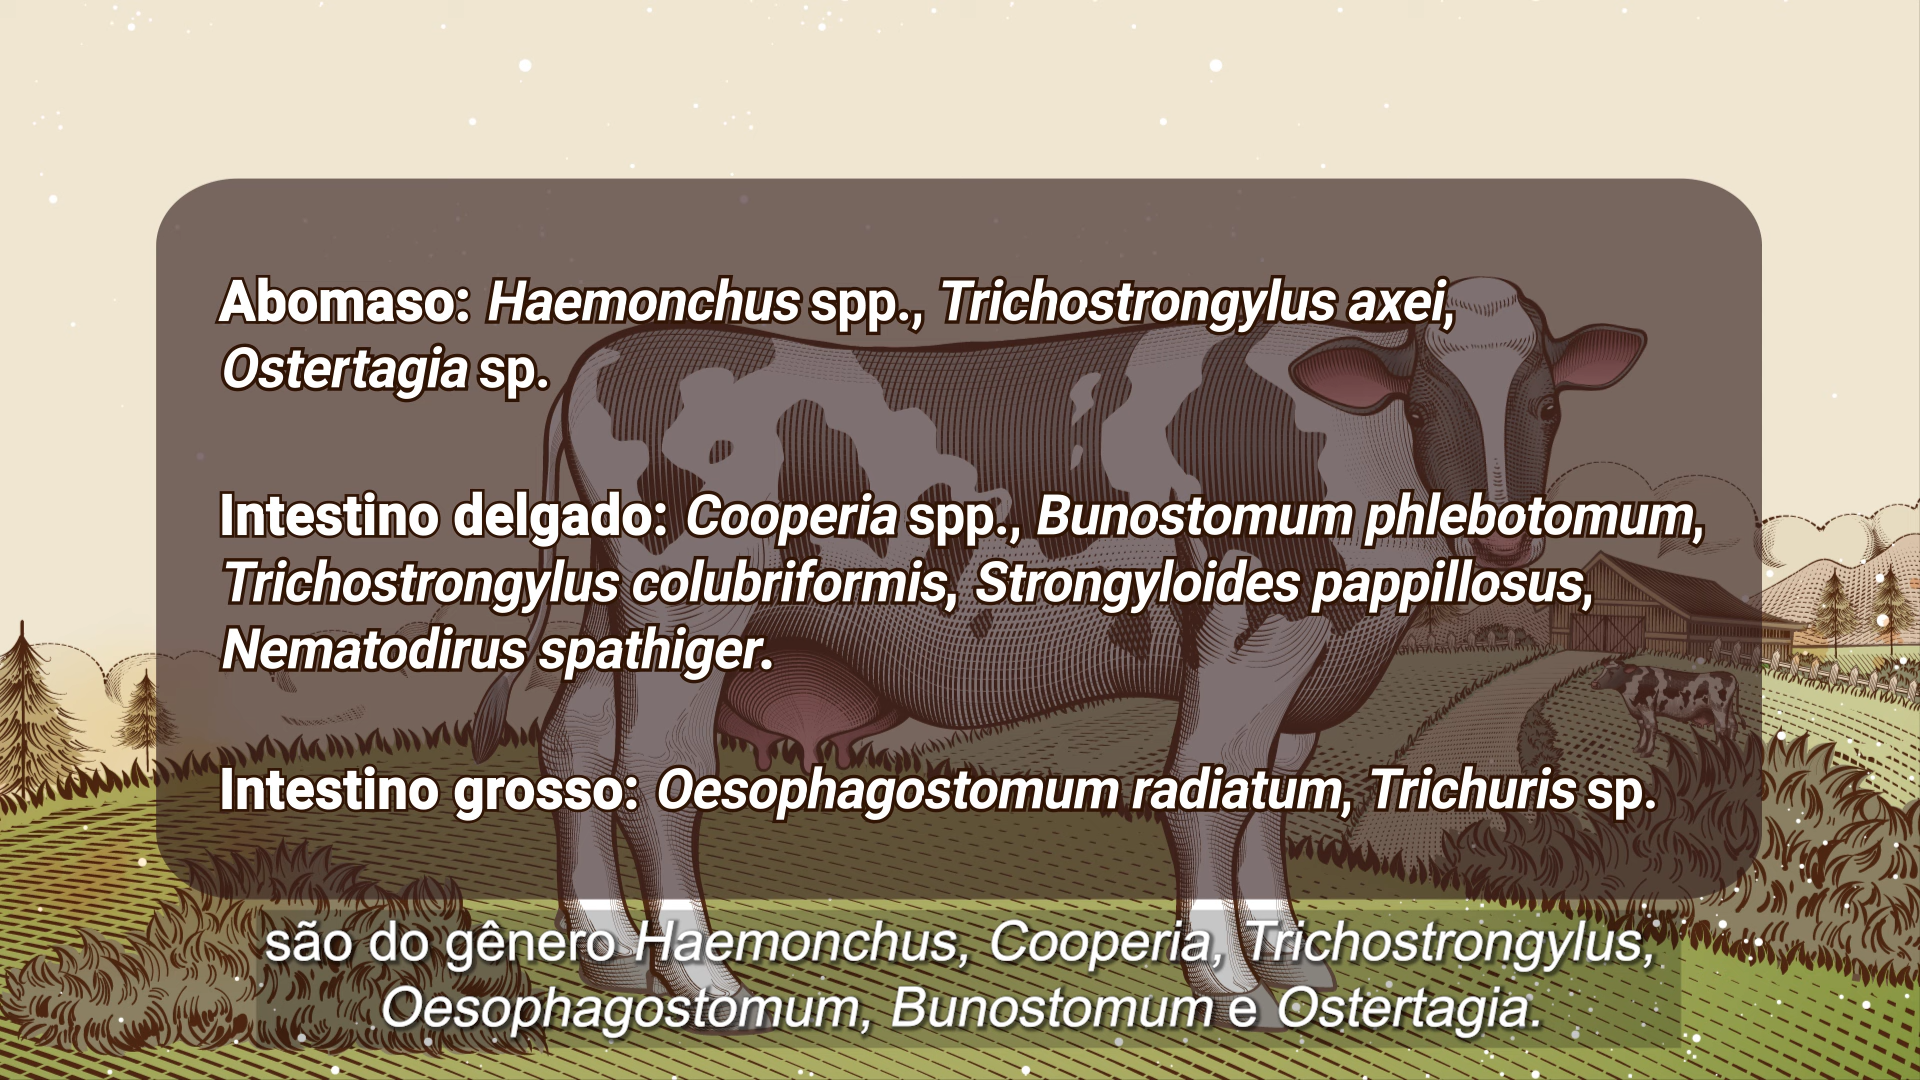 Abomaso: Haemonchus spp., Trichostrongylus axei,
Ostertagia sp.
Intestino delgado: Cooperia spp., Bunostomum phlebotomum,
Trichostrongylus colubriformis, Strongyloides pappillosus,
Nematodirus spathiger.
Intestino grosso: Oesophagostomum radiatum, Trichuris sp.
são do gênero Haemonchus, Cooperia, Trichostrongylus,
Oesophagostomum, Bunostomum e Ostertagia.